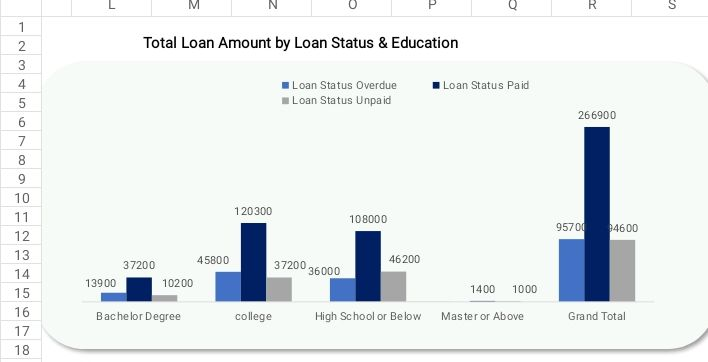 L M N O P Q R S
1
2 Total Loan Amount by Loan Status & Education
3
4 Loan Status Overdue Loan Status Paid
5 Loan Status Unpaid
6 266900
7
8
9
10
11 120300 108000
12 95700 94600
13 45800 37200 46200
14 13900 37200 10200 36000
15 1400 1000
16 Bachelor Degree college High School or Below Master or Above Grand Total
17
18